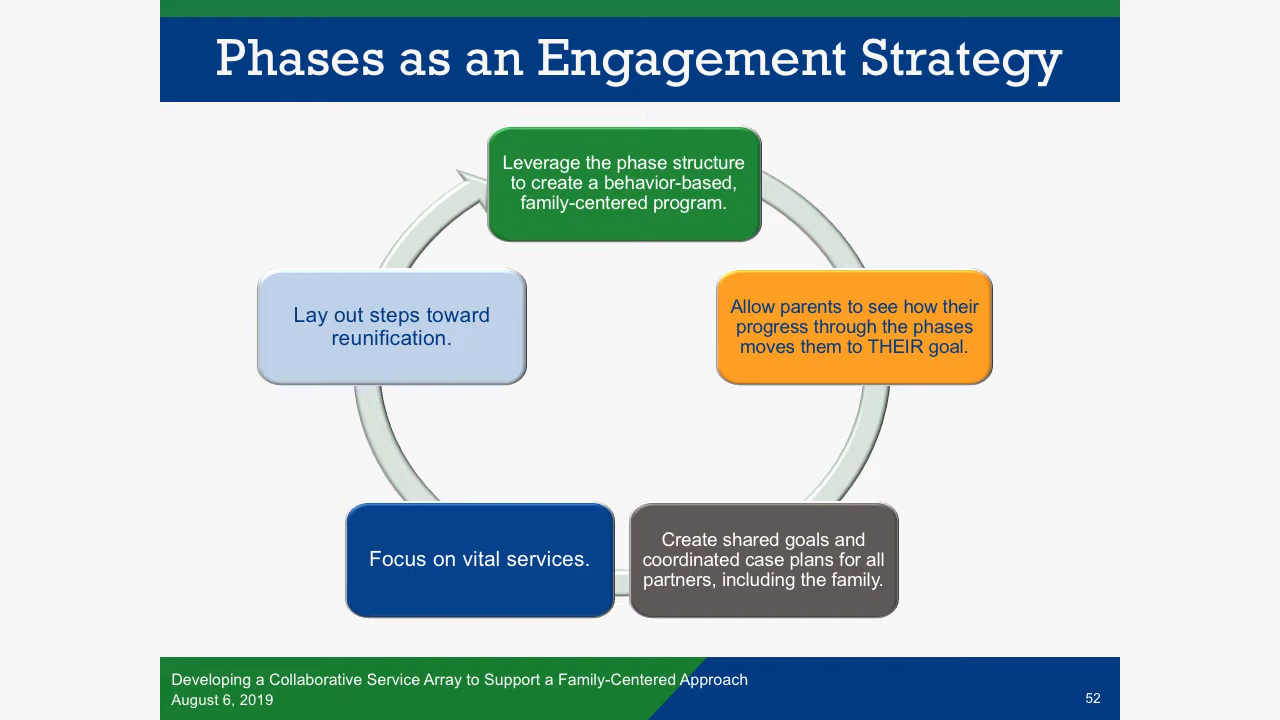 Phases as an Engagement Strategy
Leverage the phase structure
to create a behavior-based,
family-centered program.
Allow parents to see how their
progress through the phases
moves them to THEIR goal.
Create shared goals and
coordinated case plans for all
partners, including the family.
Focus on vital services.
Lay out steps toward
reunification.
Developing a Collaborative Service Array to Support a Family-Centered Approach
August 6, 2019
52